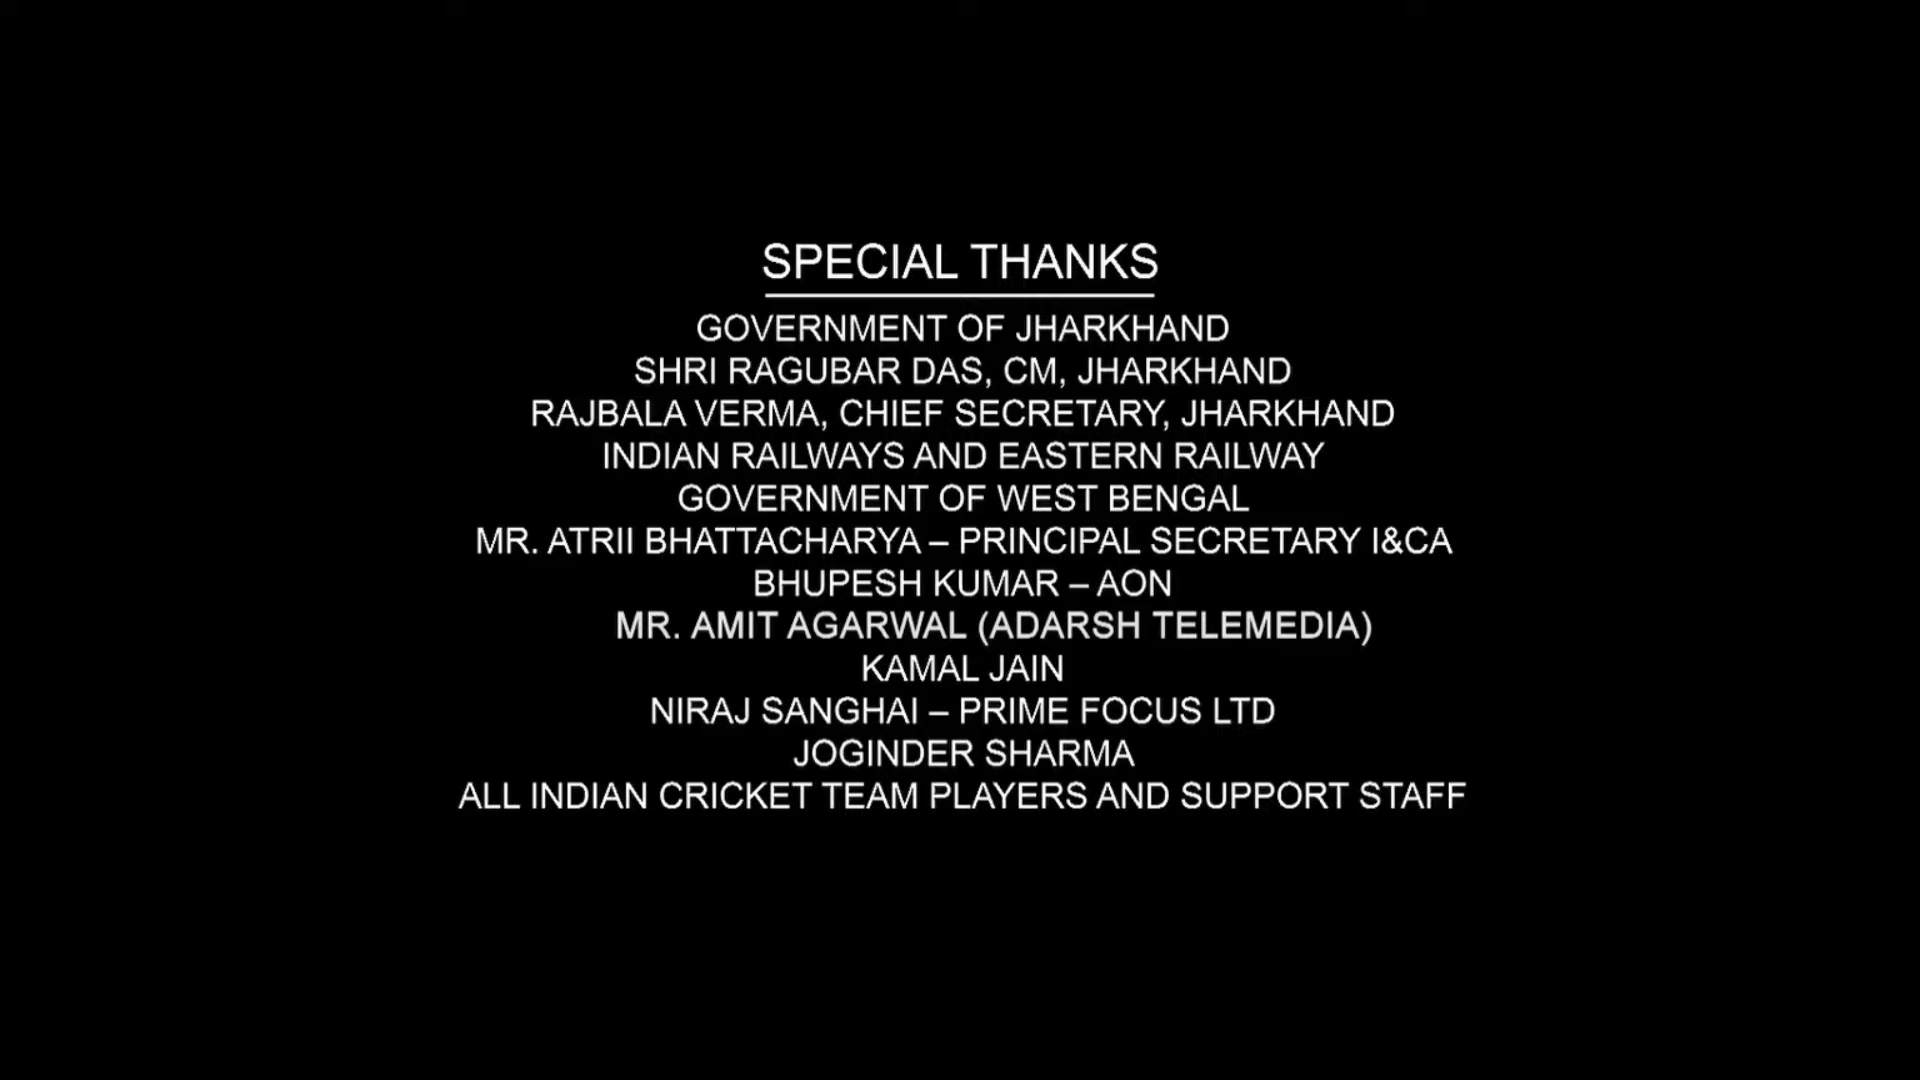 SPECIAL THANKS
GOVERNMENT OF JHARKHAND
SHRI RAGUBAR DAS, CM, JHARKHAND
RAJBALA VERMA, CHIEF SECRETARY, JHARKHAND
INDIAN RAILWAYS AND EASTERN RAILWAY
GOVERNMENT OF WEST BENGAL
MR. ATRII BHATTACHARYA – PRINCIPAL SECRETARY I&CA
BHUPESH KUMAR – AON
MR. AMIT AGARWAL (ADARSH TELEMEDIA)
KAMAL JAIN
NIRAJ SANGHAI – PRIME FOCUS LTD
JOGINDER SHARMA
ALL INDIAN CRICKET TEAM PLAYERS AND SUPPORT STAFF